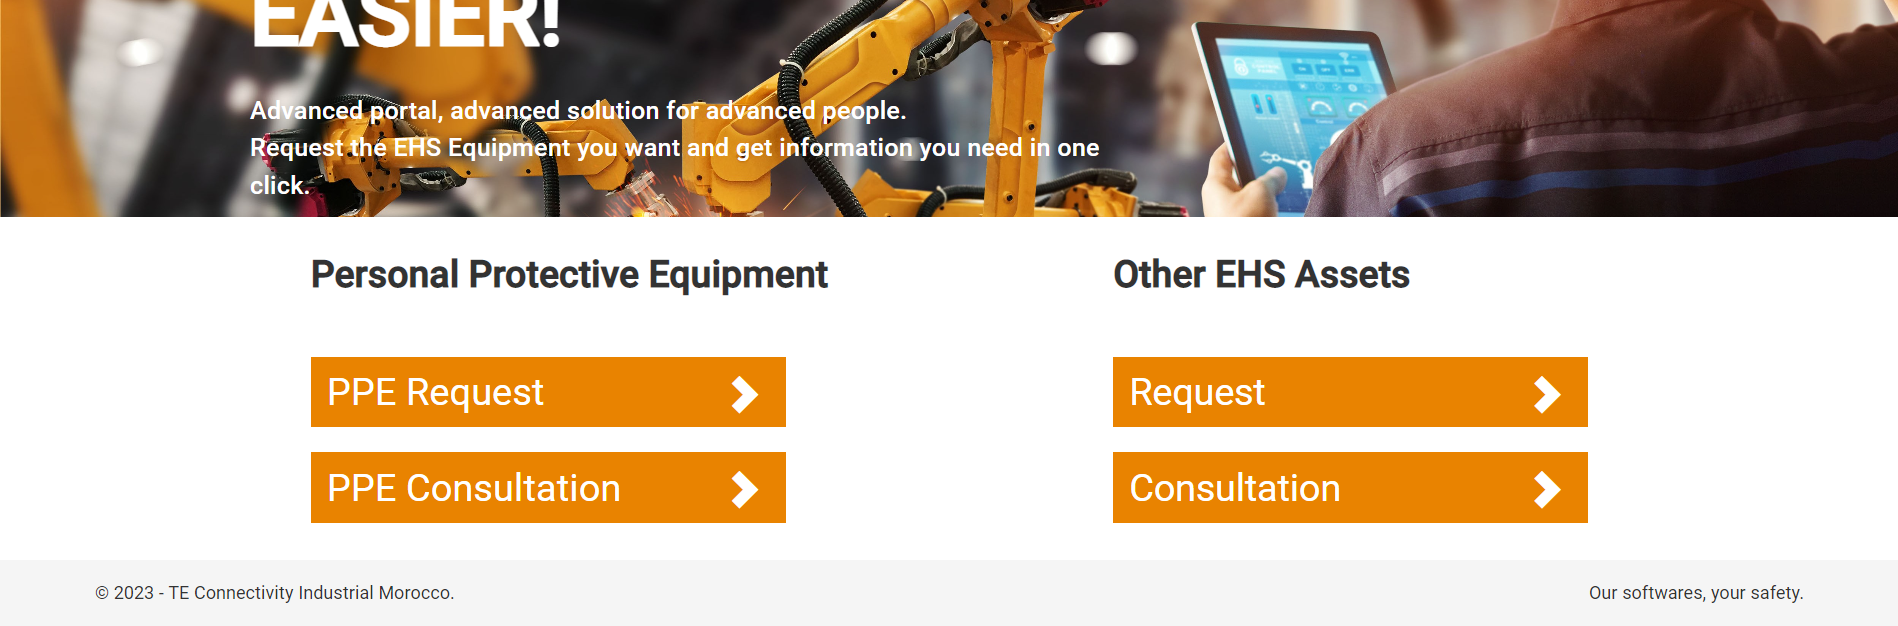 EASIER!
Advanced portal, advanced solution for advanced people.
Request the EHS Equipment you want and get information you need in one
click.
Personal Protective Equipment
Other EHS Assets
PPE Request
Request
PPE Consultation
Consultation
© 2023 - TE Connectivity Industrial Morocco.
Our softwares, your safety.